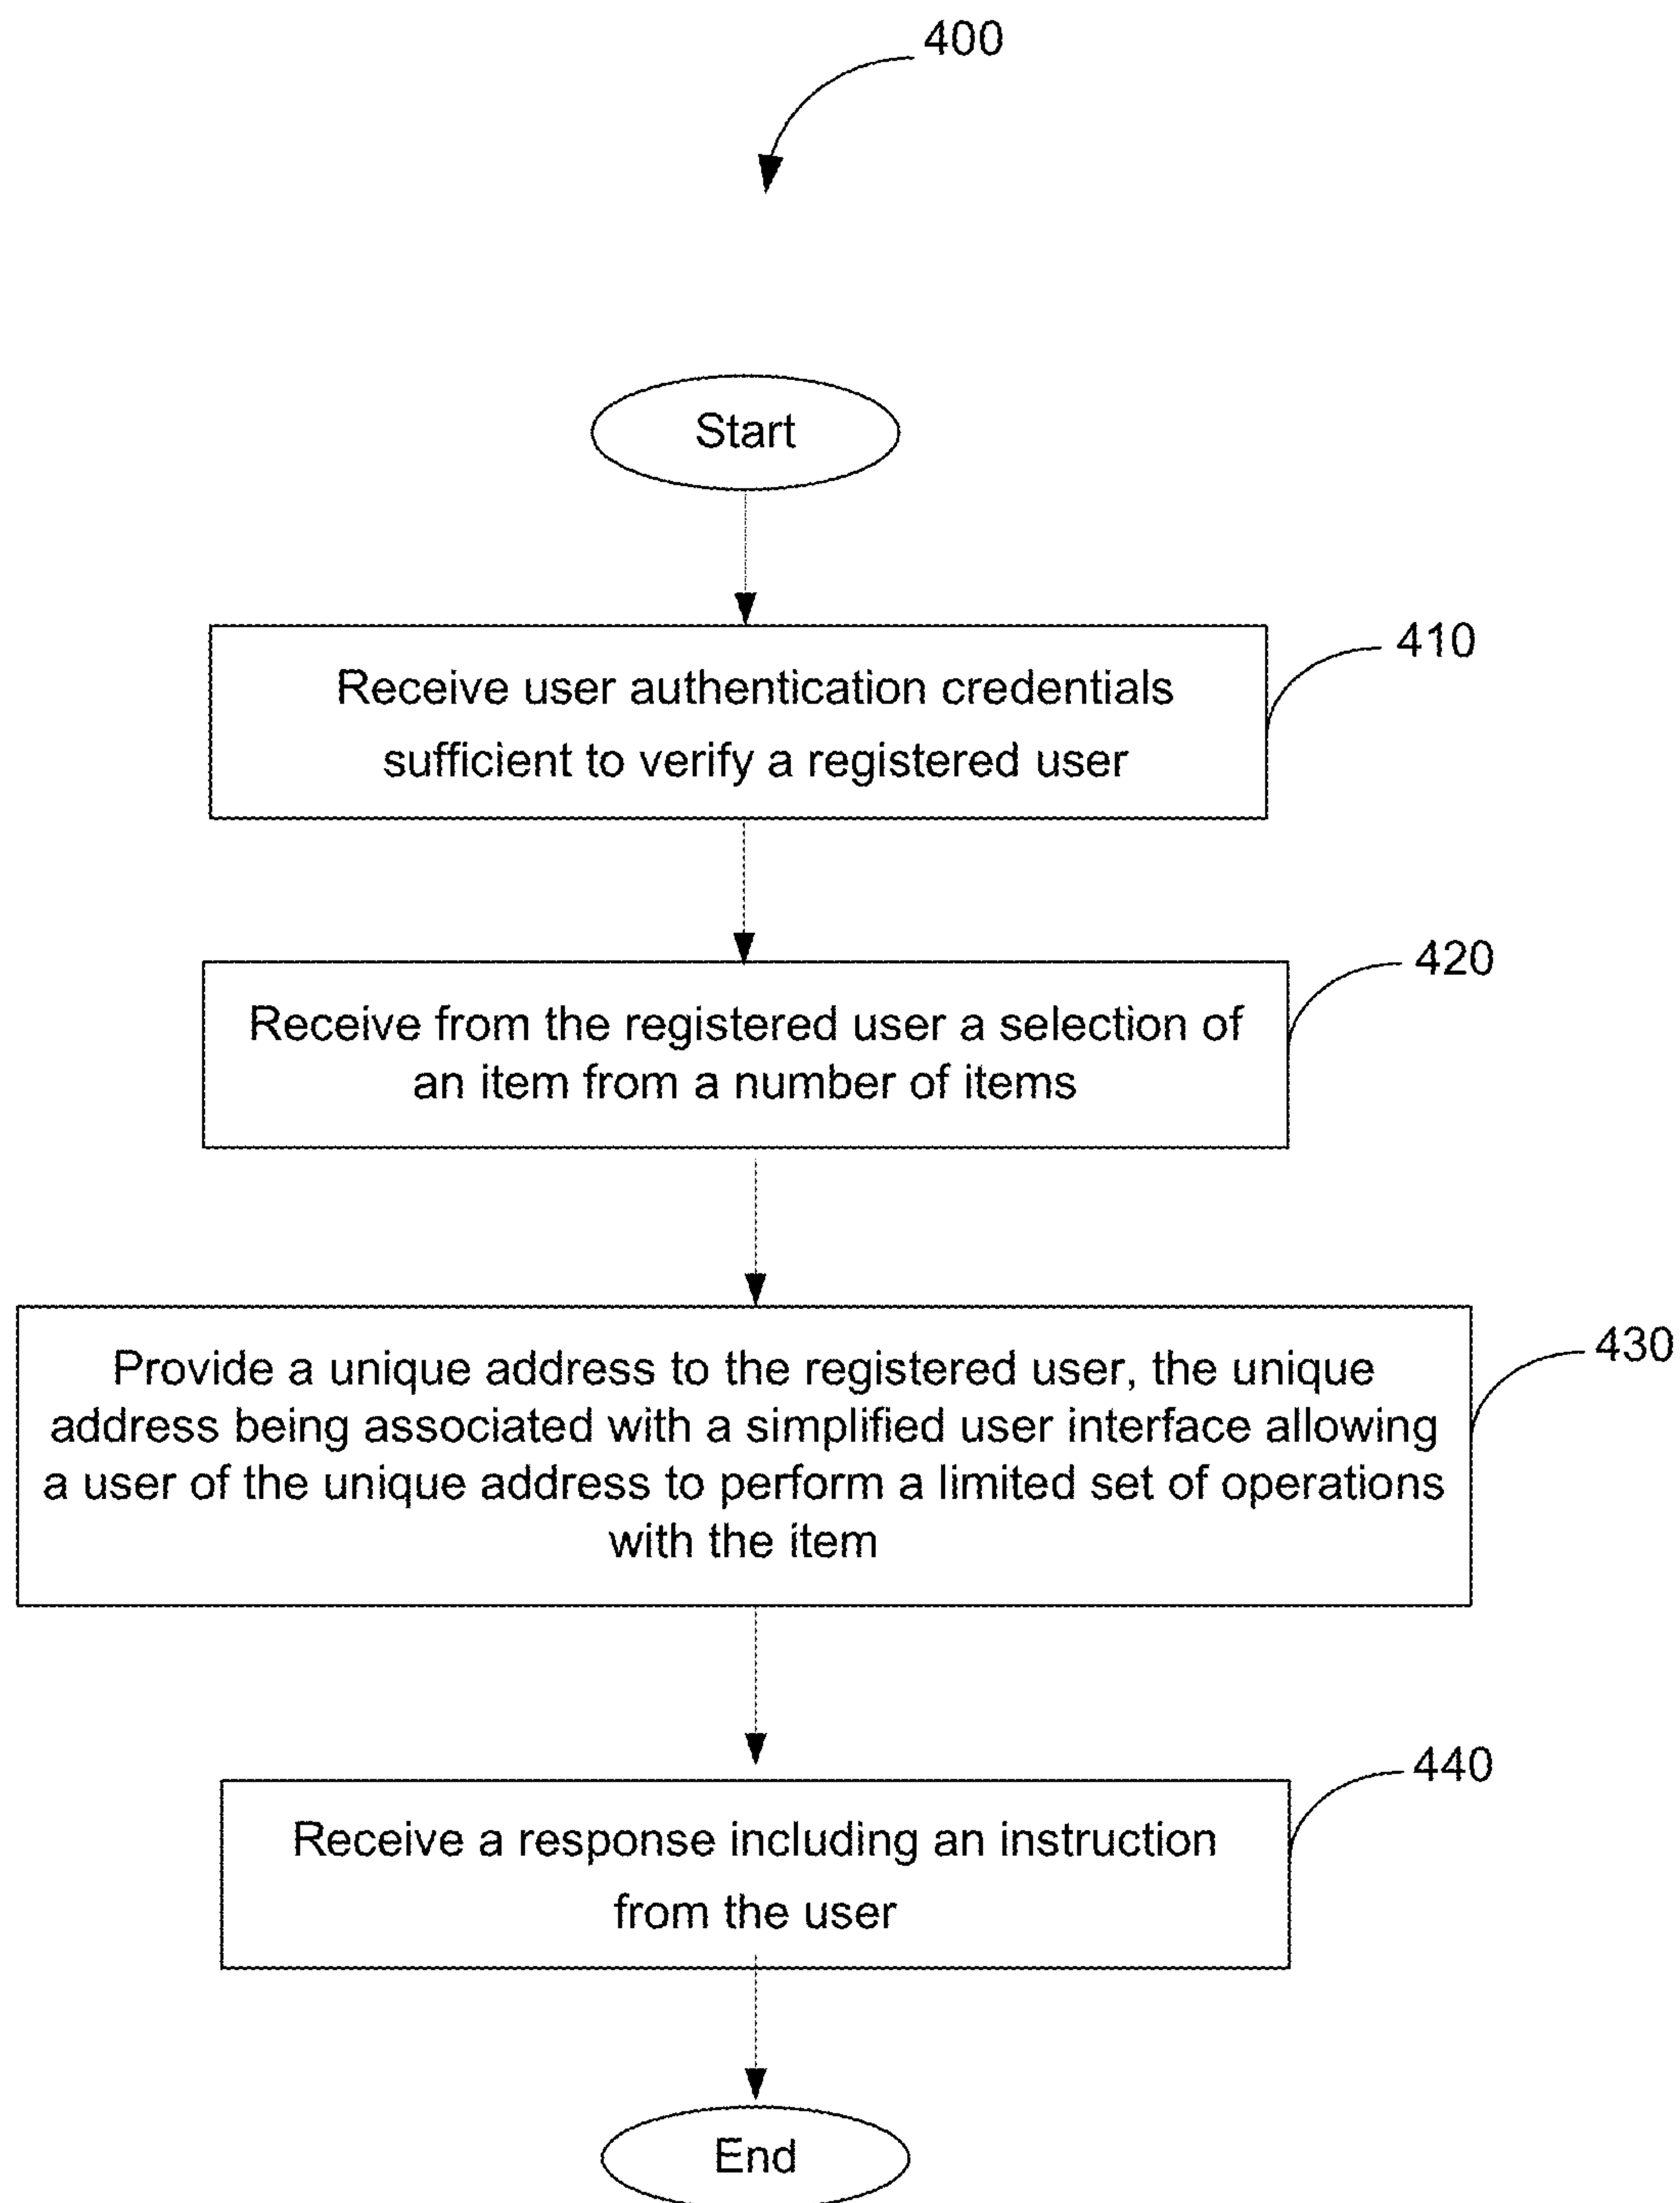 400
Start
410
Receive user authentication credentials
sufficient to verify a registered user
420
Receive from the registered user a selection of
an item from a number of items
430
Provide a unique address to the registered user, the unique
address being associated with a simplified user interface allowing
a user of the unique address to perform a limited set of operations
with the item
440
Receive a response including an instruction
from the user
End